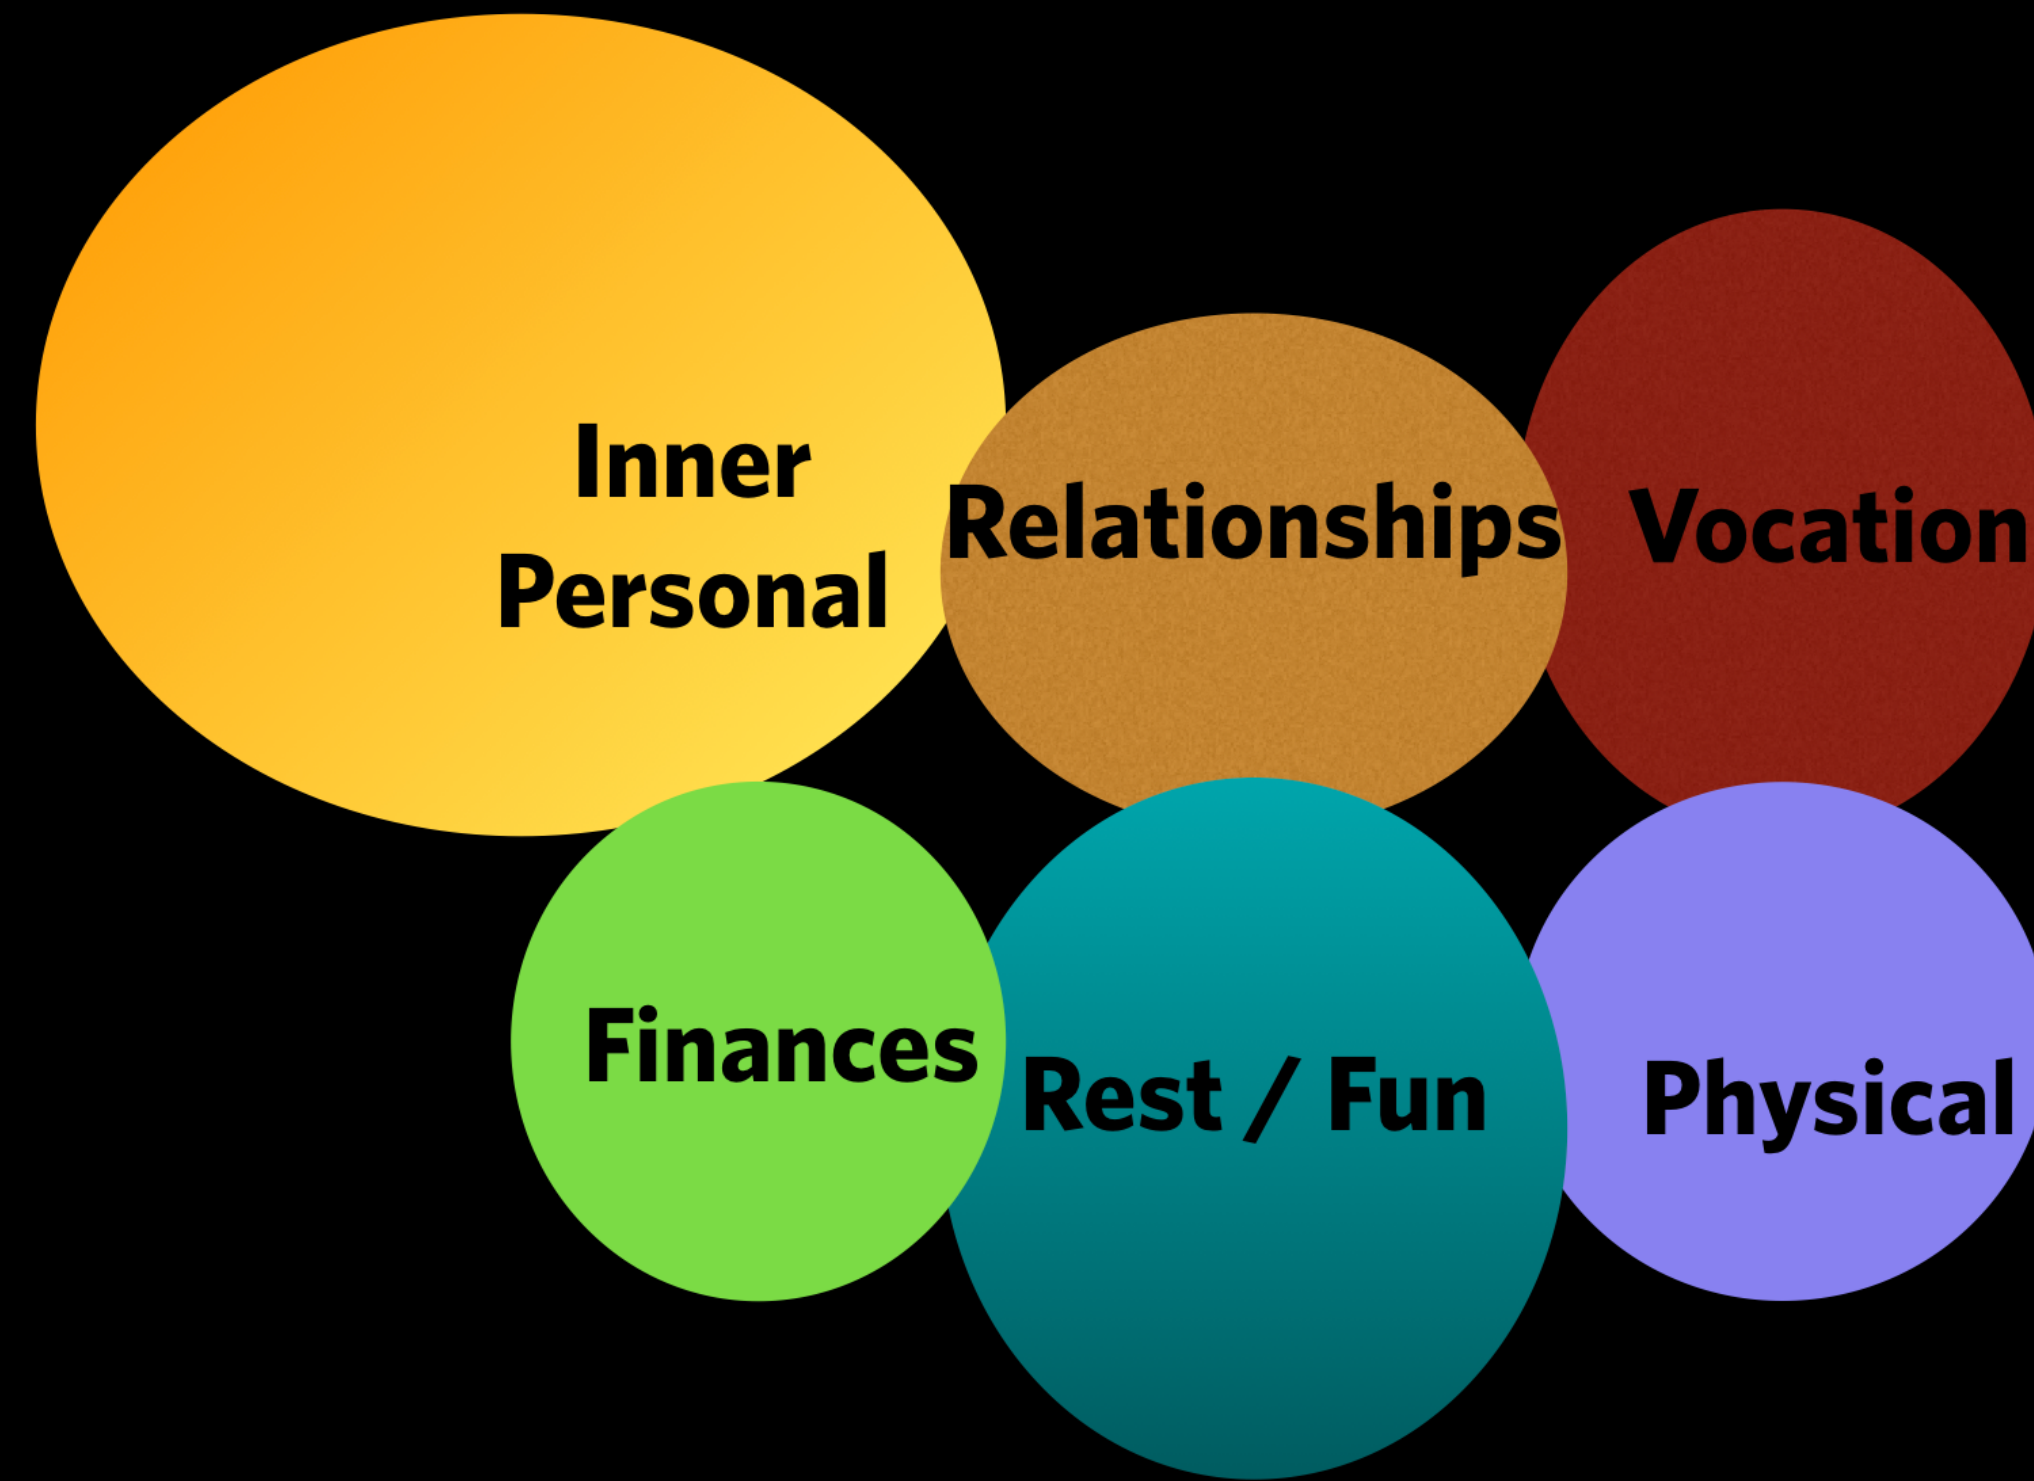 Inner
Personal
Relationships
Vocation
Finances
Rest / Fun
Physical